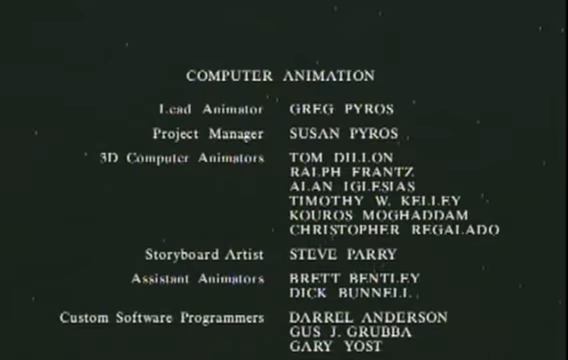 COMPUTER ANIMATION
Lead Animator GREG PYROS
Project Manager SUSAN PYROS
3D Computer Animators TOM DILLON
RALPH FRANTZ
ALAN IGLESIAS
TIMOTHY W. KELLEY
KOUROS MOGHADDAM
CHRISTOPHER REGALADO
Storyboard Artist STEVE PARRY
Assistant Animators BRETT BENTLEY
DICK BUNNELL
Custom Software Programmers DARREL ANDERSON
GUS J. GRUBBA
GARY YOST